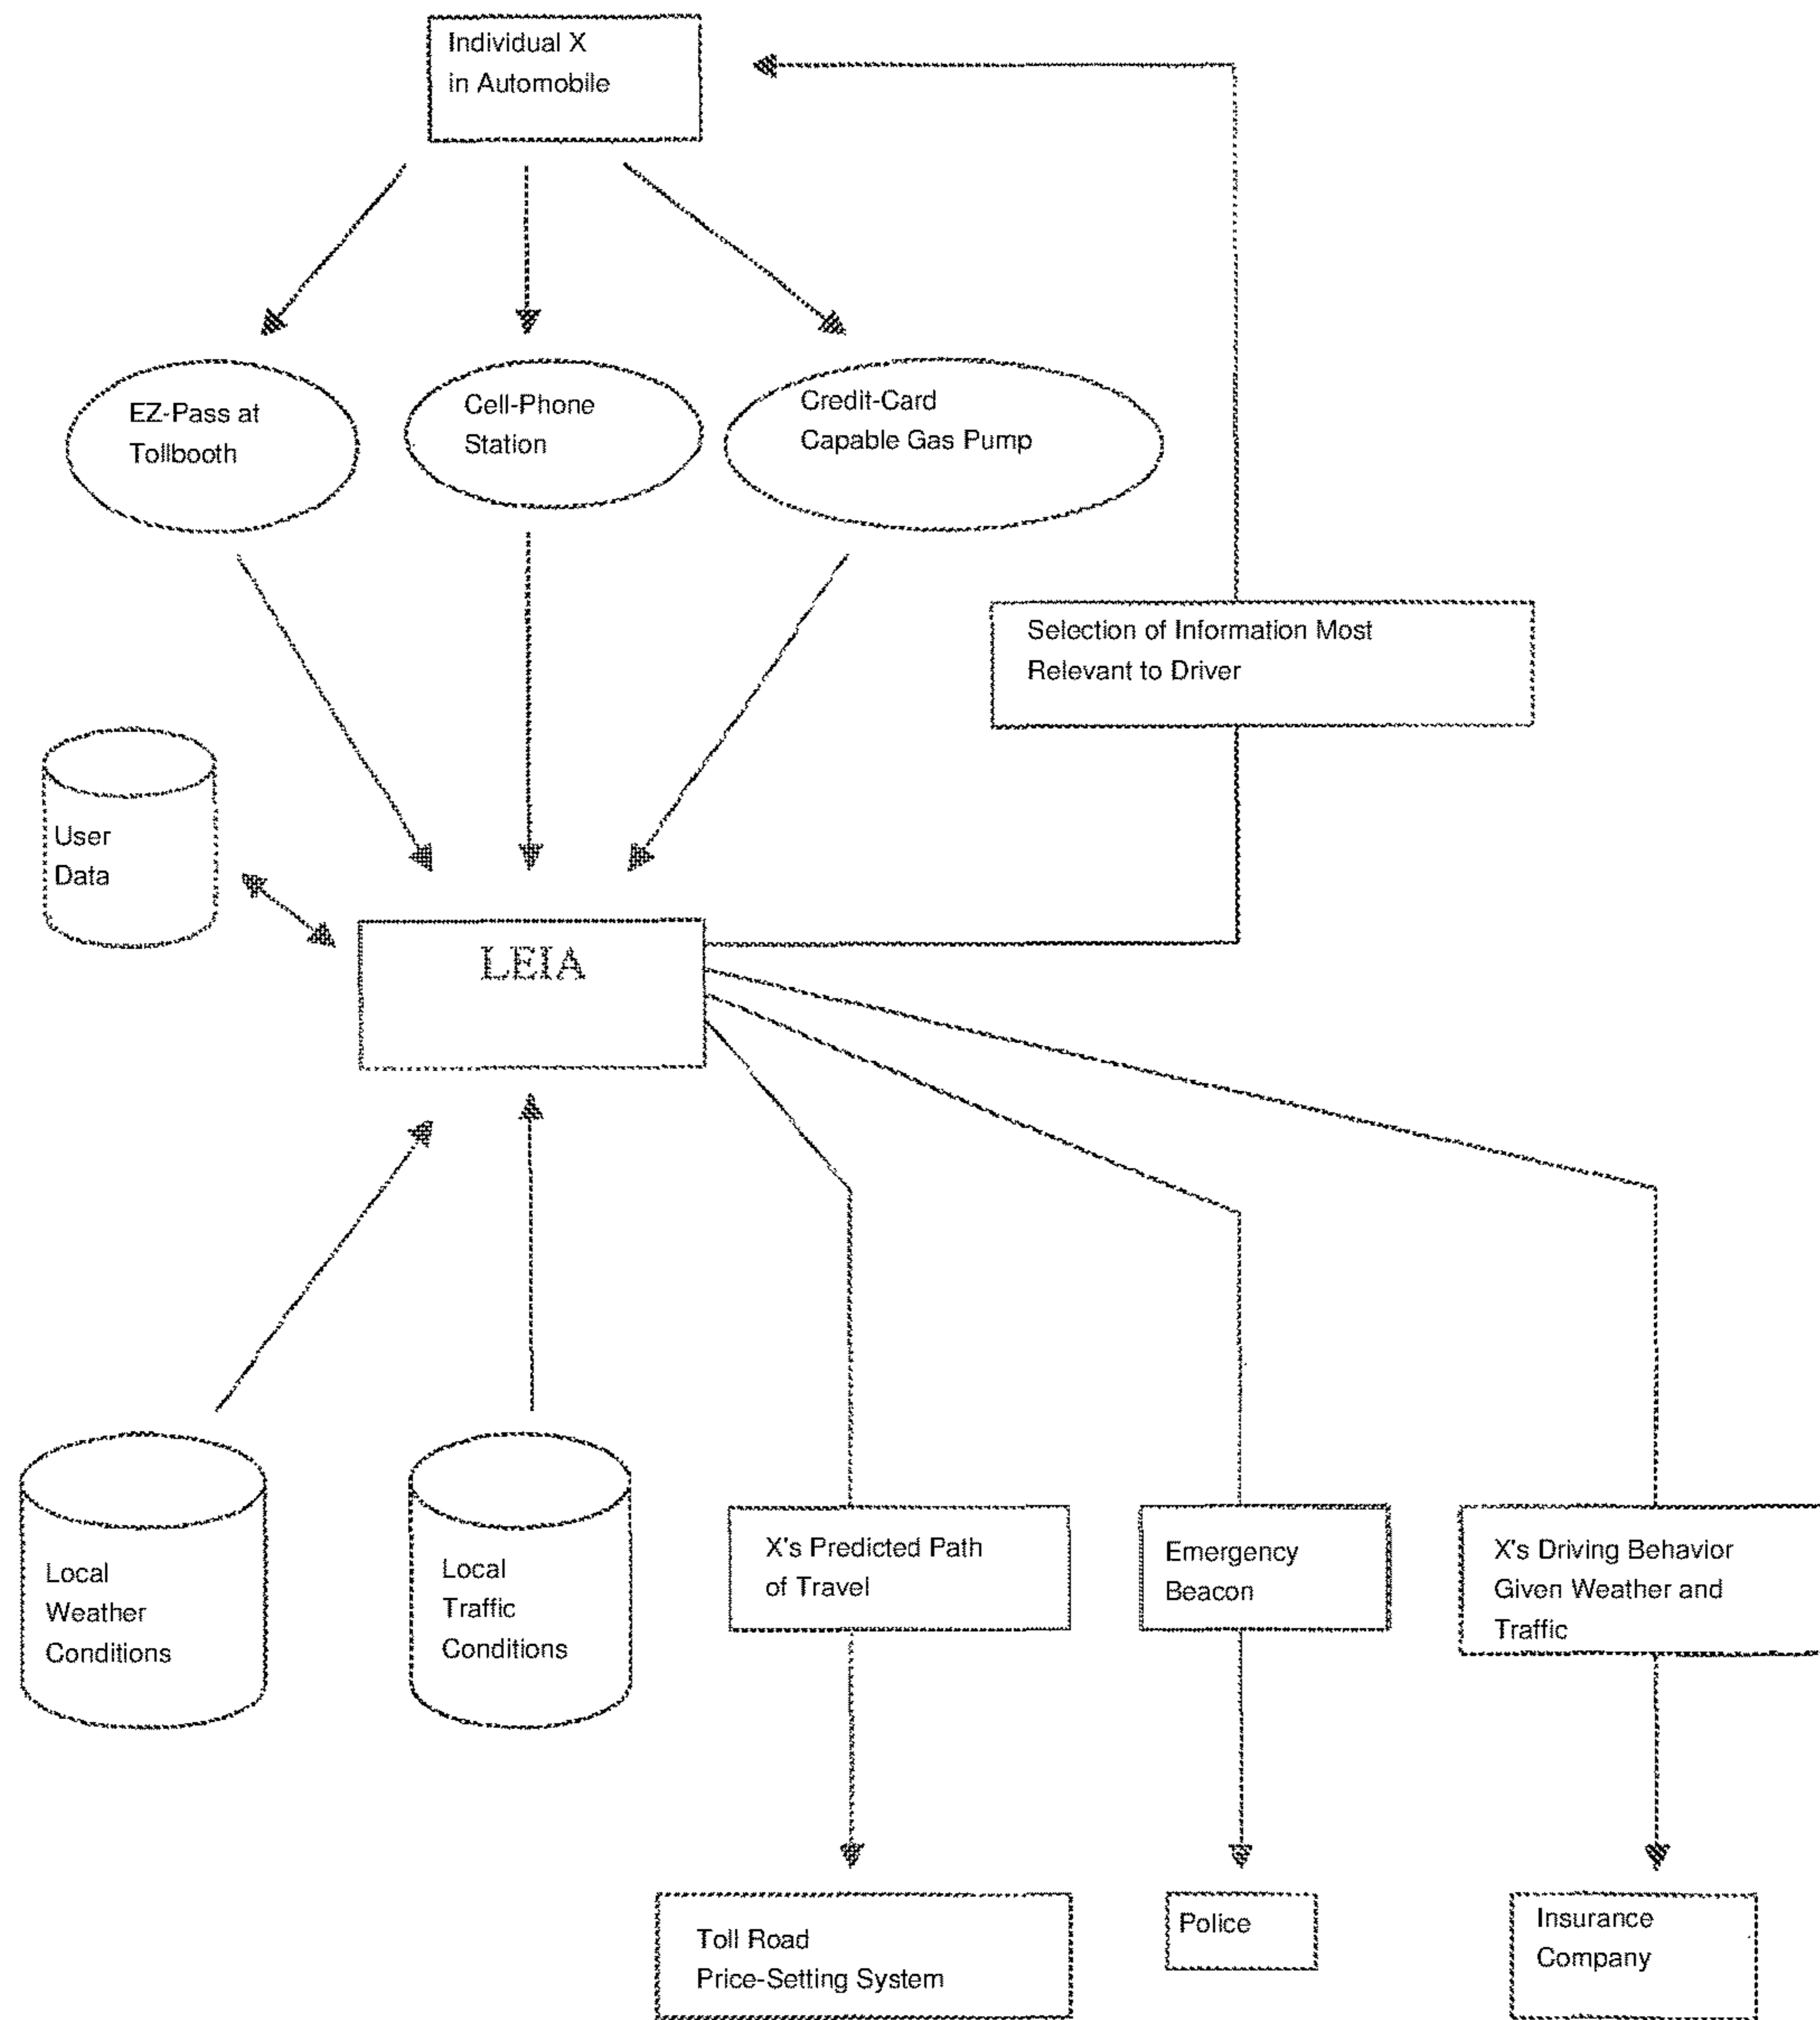 Individual X
in Automobile
EZ-Pass at
Tollbooth
Cell-Phone
Station
Credit-Card
Capable Gas Pump
Selection of Information Most
Relevant to Driver
User
Data
LEIA
Local
Weather
Conditions
Local
Traffic
Conditions
X's Predicted Path
of Travel
Emergency
Beacon
X's Driving Behavior
Given Weather and
Traffic
Toll Road
Price-Setting System
Police
Insurance
Company